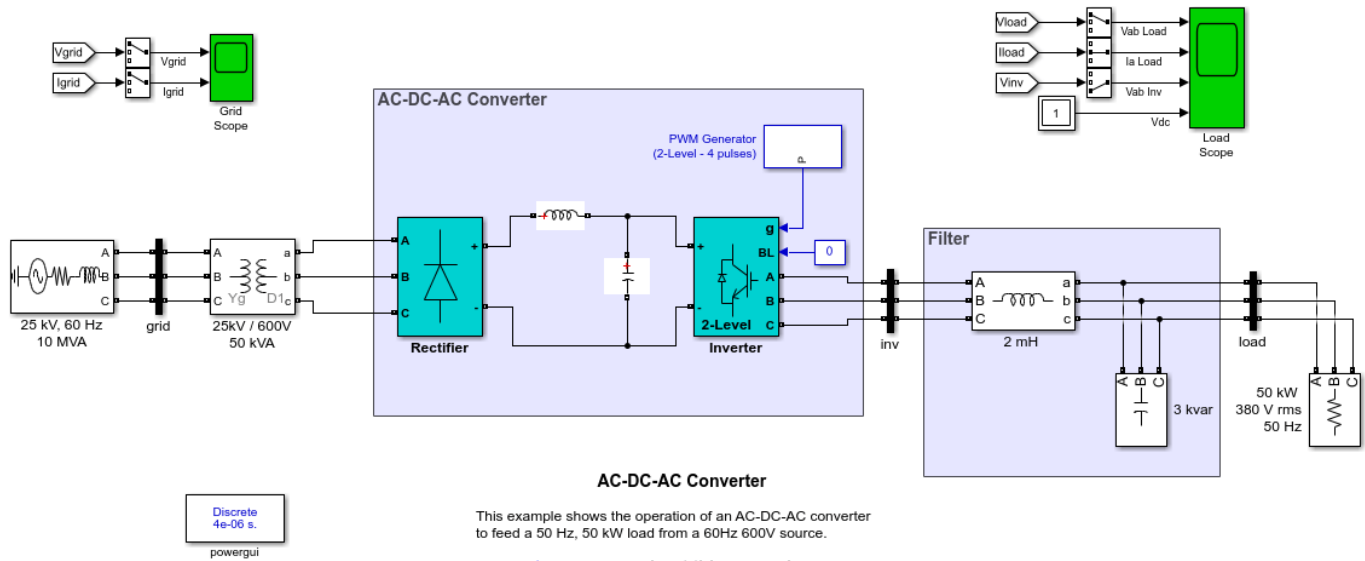 Vgrid
Vgrid
Igrid
Igrid
Grid
Scope
Vload
Vab Load
Iload
Ia Load
Vinv
Vab Inv
1
Vdc
Load
Scope
AC-DC-AC Converter
PWM Generator
(2-Level - 4 pulses)
P
A
B
C
25 kV, 60 Hz
10 MVA
grid
A
B
C
a
b
c
Yg
D1
25kV / 600V
50 kVA
A
B
C
+
-
Rectifier
+
-
g
BL
A
B
C
2-Level
Inverter
0
inv
Filter
A
B
C
a
b
c
2 mH
A
B
C
3 kvar
load
A
B
C
50 kW
380 V rms
50 Hz
AC-DC-AC Converter
This example shows the operation of an AC-DC-AC converter
to feed a 50 Hz, 50 kW load from a 60Hz 600V source.
Discrete
4e-06 s.
powergui